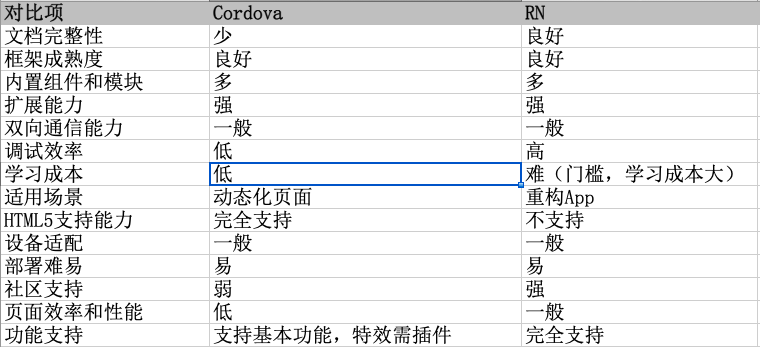 对比项 Cordova RN
文档完整性 少 良好
框架成熟度 良好 良好
内置组件和模块 多 多
扩展能力 强 强
双向通信能力 一般 一般
调试效率 低 高
学习成本 低 难（门槛，学习成本大）
适用场景 动态化页面 重构App
HTML5支持能力 完全支持 不支持
设备适配 一般 一般
部署难易 易 易
社区支持 弱 强
页面效率和性能 低 一般
功能支持 支持基本功能，特效需插件 完全支持